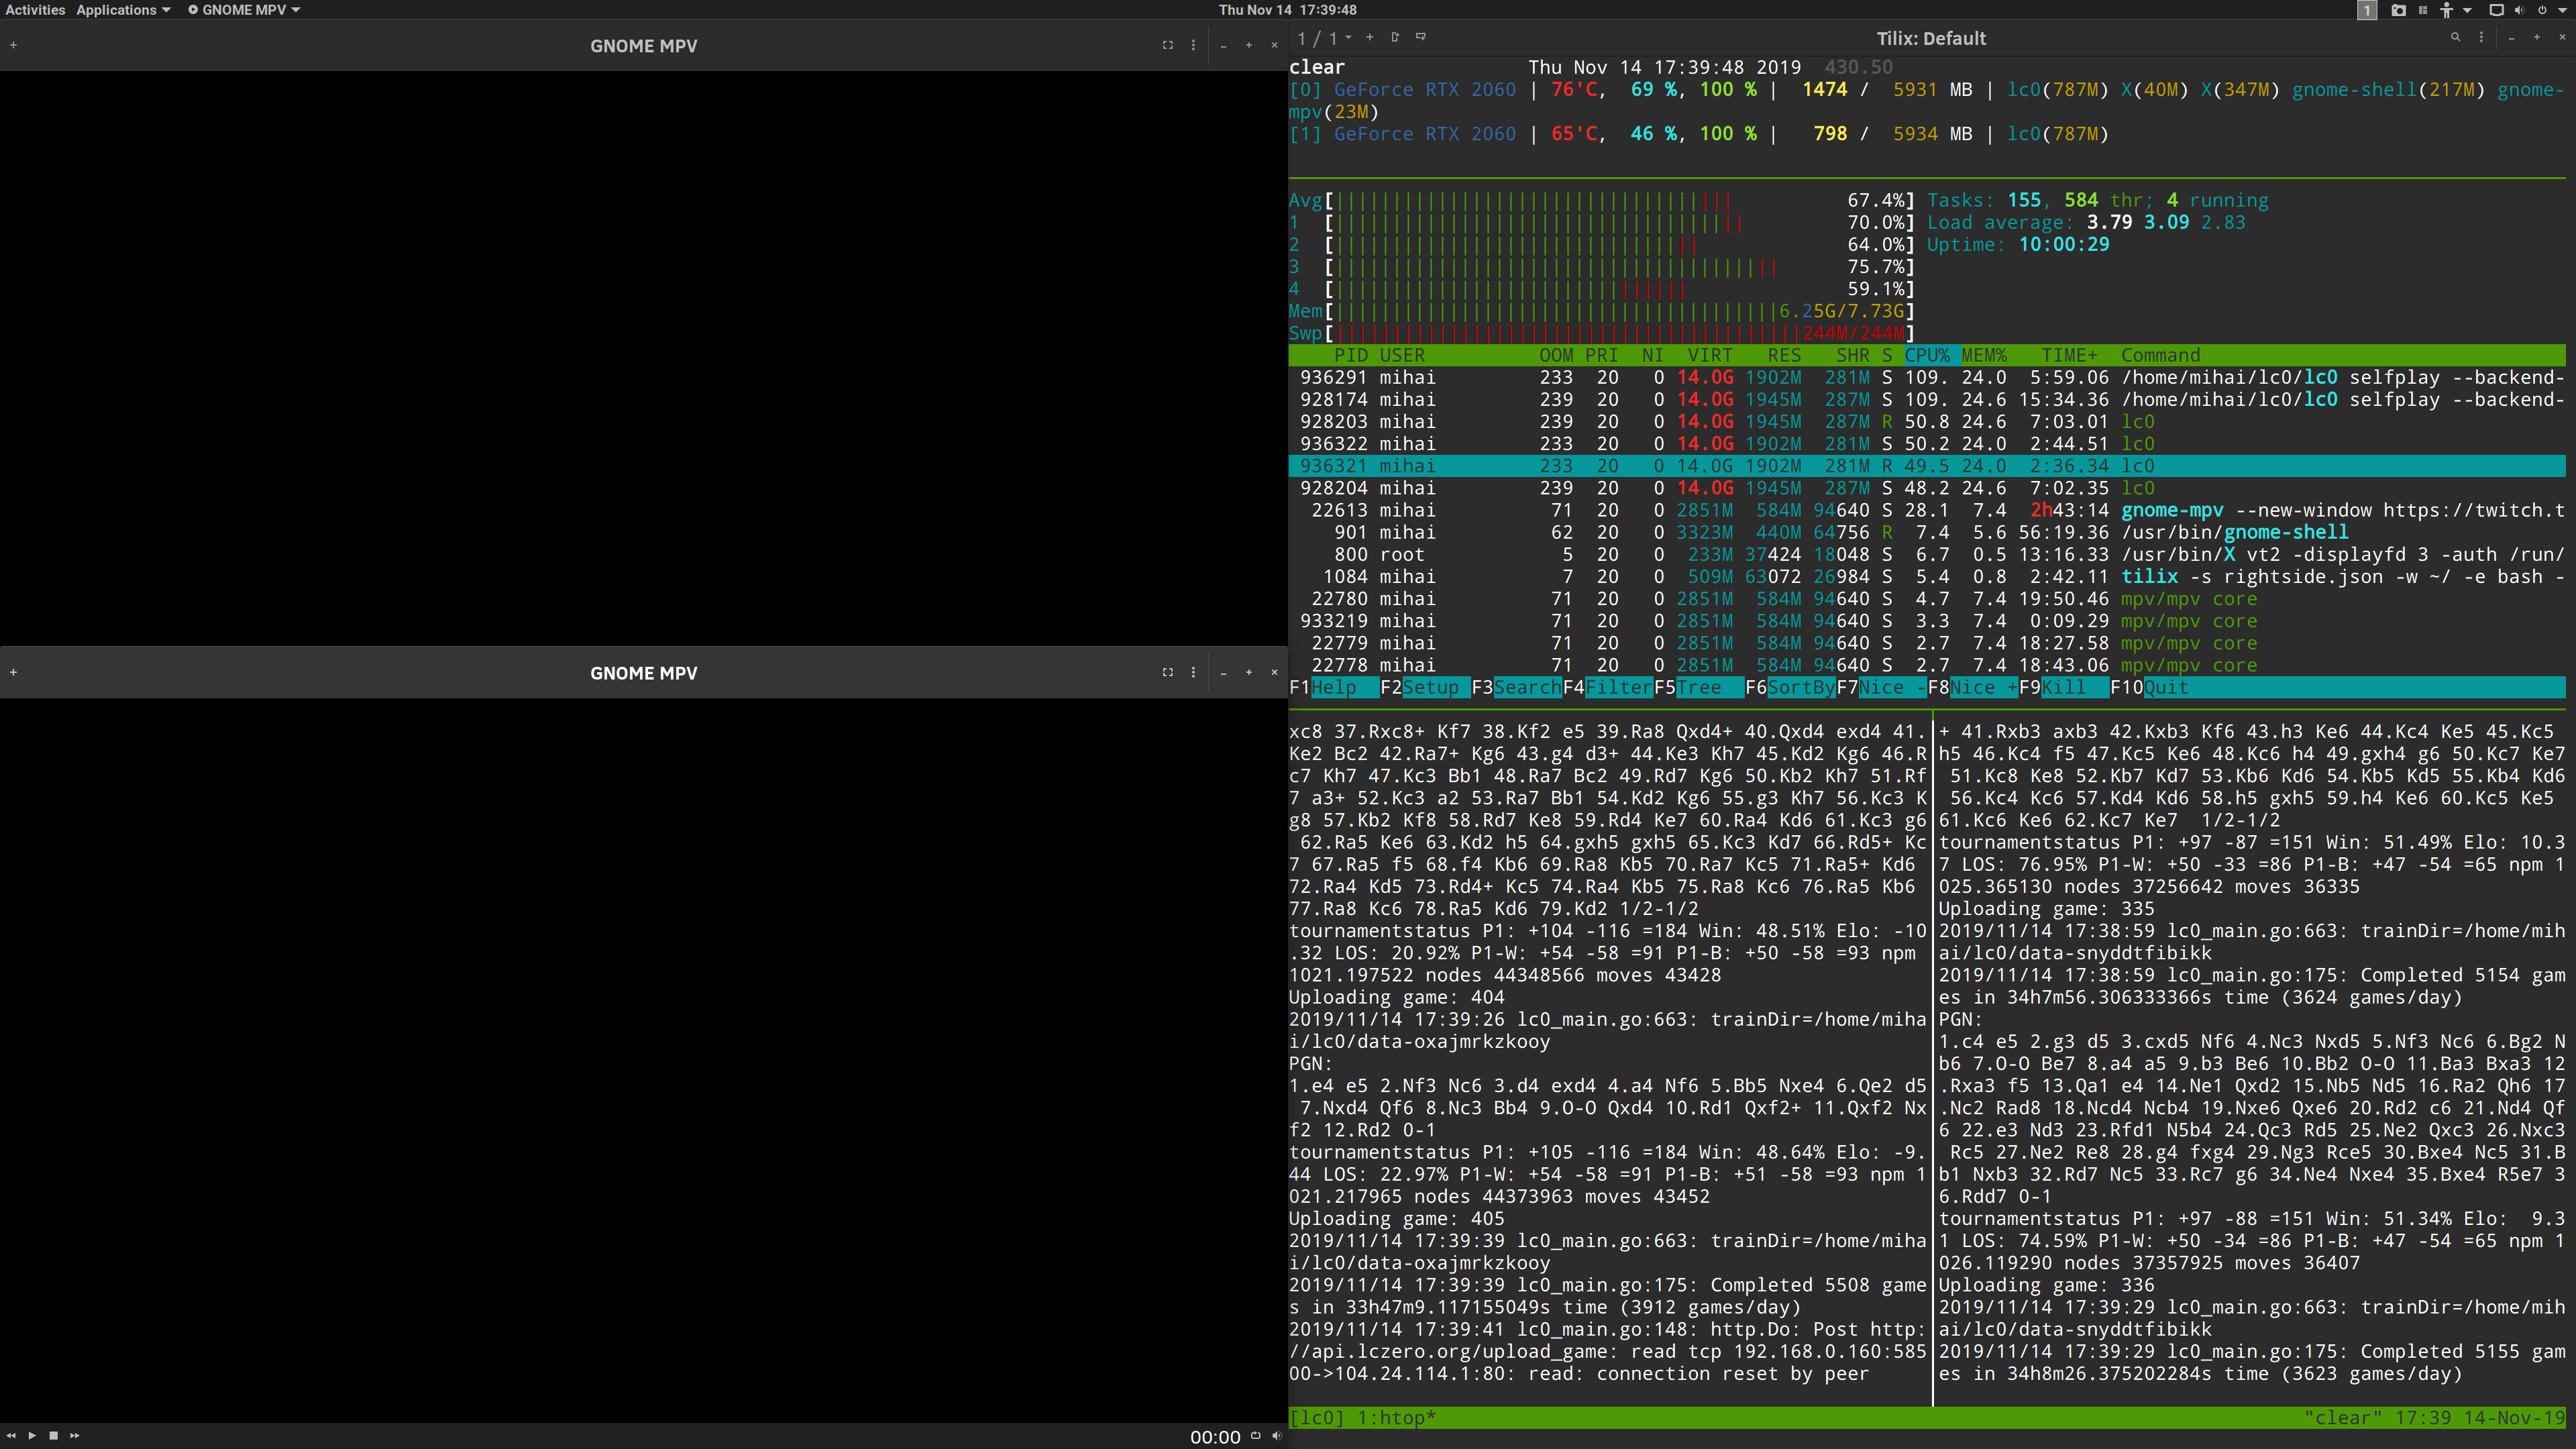 Activities Applications GNOME MPV Thu Nov 14 17:39:48 1
GNOME MPV
GNOME MPV
00:00
1 / 1 Tilix: Default
clear Thu Nov 14 17:39:48 2019 430.50
[0] GeForce RTX 2060 | 76'C, 69 %, 100 % | 1474 / 5931 MB | lc0(787M) X(40M) X(347M) gnome-shell(217M) gnome-
mpv(23M)
[1] GeForce RTX 2060 | 65'C, 46 %, 100 % | 798 / 5934 MB | lc0(787M)
Avg[ 67.4%] Tasks: 155, 584 thr; 4 running
1 [ 70.0%] Load average: 3.79 3.09 2.83
2 [ 64.0%] Uptime: 10:00:29
3 [ 75.7%]
4 [ 59.1%]
Mem[ 6.25G/7.73G]
Swp[ 244M/244M]
PID USER OOM PRI NI VIRT RES SHR S CPU% MEM% TIME+ Command
936291 mihai 233 20 0 14.0G 1902M 281M S 109. 24.0 5:59.06 /home/mihai/lc0/lc0 selfplay --backend-
928174 mihai 239 20 0 14.0G 1945M 287M S 109. 24.6 15:34.36 /home/mihai/lc0/lc0 selfplay --backend-
928203 mihai 239 20 0 14.0G 1945M 287M R 50.8 24.6 7:03.01 lc0
936322 mihai 233 20 0 14.0G 1902M 281M S 50.2 24.0 2:44.51 lc0
936321 mihai 233 20 0 14.0G 1902M 281M R 49.5 24.0 2:36.34 lc0
928204 mihai 239 20 0 14.0G 1945M 287M S 48.2 24.6 7:02.35 lc0
22613 mihai 71 20 0 2851M 584M 94640 S 28.1 7.4 2h43:14 gnome-mpv --new-window https://twitch.t
901 mihai 62 20 0 3323M 440M 64756 R 7.4 5.6 56:19.36 /usr/bin/gnome-shell
800 root 5 20 0 233M 37424 18048 S 6.7 0.5 13:16.33 /usr/bin/X vt2 -displayfd 3 -auth /run/
1084 mihai 7 20 0 509M 63072 26984 S 5.4 0.8 2:42.11 tilix -s rightside.json -w ~/ -e bash -
22780 mihai 71 20 0 2851M 584M 94640 S 4.7 7.4 19:50.46 mpv/mpv core
933219 mihai 71 20 0 2851M 584M 94640 S 3.3 7.4 0:09.29 mpv/mpv core
22779 mihai 71 20 0 2851M 584M 94640 S 2.7 7.4 18:27.58 mpv/mpv core
22778 mihai 71 20 0 2851M 584M 94640 S 2.7 7.4 18:43.06 mpv/mpv core
F1Help F2Setup F3SearchF4FilterF5Tree F6SortByF7Nice -F8Nice +F9Kill F10Quit
xc8 37.Rxc8+ Kf7 38.Kf2 e5 39.Ra8 Qxd4+ 40.Qxd4 exd4 41.
Ke2 Bc2 42.Ra7+ Kg6 43.g4 d3+ 44.Ke3 Kh7 45.Kd2 Kg6 46.R
c7 Kh7 47.Kc3 Bb1 48.Ra7 Bc2 49.Rd7 Kg6 50.Kb2 Kh7 51.Rf
7 a3+ 52.Kc3 a2 53.Ra7 Bb1 54.Kd2 Kg6 55.g3 Kh7 56.Kc3 K
g8 57.Kb2 Kf8 58.Rd7 Ke8 59.Rd4 Ke7 60.Ra4 Kd6 61.Kc3 g6
62.Ra5 Ke6 63.Kd2 h5 64.gxh5 gxh5 65.Kc3 Kd7 66.Rd5+ Kc
7 67.Ra5 f5 68.f4 Kb6 69.Ra8 Kb5 70.Ra7 Kc5 71.Ra5+ Kd6
72.Ra4 Kd5 73.Rd4+ Kc5 74.Ra4 Kb5 75.Ra8 Kc6 76.Ra5 Kb6
77.Ra8 Kc6 78.Ra5 Kd6 79.Kd2 1/2-1/2
tournamentstatus P1: +104 -116 =184 Win: 48.51% Elo: -10
.32 LOS: 20.92% P1-W: +54 -58 =91 P1-B: +50 -58 =93 npm
1021.197522 nodes 44348566 moves 43428
Uploading game: 404
2019/11/14 17:39:26 lc0_main.go:663: trainDir=/home/miha
i/lc0/data-oxajmrkzkooy
PGN:
1.e4 e5 2.Nf3 Nc6 3.d4 exd4 4.a4 Nf6 5.Bb5 Nxe4 6.Qe2 d5
7.Nxd4 Qf6 8.Nc3 Bb4 9.O-O Qxd4 10.Rd1 Qxf2+ 11.Qxf2 Nx
f2 12.Rd2 0-1
tournamentstatus P1: +105 -116 =184 Win: 48.64% Elo: -9.
44 LOS: 22.97% P1-W: +54 -58 =91 P1-B: +51 -58 =93 npm 1
021.217965 nodes 44373963 moves 43452
Uploading game: 405
2019/11/14 17:39:39 lc0_main.go:663: trainDir=/home/miha
i/lc0/data-oxajmrkzkooy
2019/11/14 17:39:39 lc0_main.go:175: Completed 5508 game
s in 33h47m9.117155049s time (3912 games/day)
2019/11/14 17:39:41 lc0_main.go:148: http.Do: Post http:
//api.lczero.org/upload_game: read tcp 192.168.0.160:585
00->104.24.114.1:80: read: connection reset by peer
+ 41.Rxb3 axb3 42.Kxb3 Kf6 43.h3 Ke6 44.Kc4 Ke5 45.Kc5
h5 46.Kc4 f5 47.Kc5 Ke6 48.Kc6 h4 49.gxh4 g6 50.Kc7 Ke7
51.Kc8 Ke8 52.Kb7 Kd7 53.Kb6 Kd6 54.Kb5 Kd5 55.Kb4 Kd6
56.Kc4 Kc6 57.Kd4 Kd6 58.h5 gxh5 59.h4 Ke6 60.Kc5 Ke5
61.Kc6 Ke6 62.Kc7 Ke7 1/2-1/2
tournamentstatus P1: +97 -87 =151 Win: 51.49% Elo: 10.3
7 LOS: 76.95% P1-W: +50 -33 =86 P1-B: +47 -54 =65 npm 1
025.365130 nodes 37256642 moves 36335
Uploading game: 335
2019/11/14 17:38:59 lc0_main.go:663: trainDir=/home/mih
ai/lc0/data-snyddtfibikk
2019/11/14 17:38:59 lc0_main.go:175: Completed 5154 gam
es in 34h7m56.306333366s time (3624 games/day)
PGN:
1.c4 e5 2.g3 d5 3.cxd5 Nf6 4.Nc3 Nxd5 5.Nf3 Nc6 6.Bg2 N
b6 7.O-O Be7 8.a4 a5 9.b3 Be6 10.Bb2 O-O 11.Ba3 Bxa3 12
.Rxa3 f5 13.Qa1 e4 14.Ne1 Qxd2 15.Nb5 Nd5 16.Ra2 Qh6 17
.Nc2 Rad8 18.Ncd4 Ncb4 19.Nxe6 Qxe6 20.Rd2 c6 21.Nd4 Qf
6 22.e3 Nd3 23.Rfd1 N5b4 24.Qc3 Rd5 25.Ne2 Qxc3 26.Nxc3
Rc5 27.Ne2 Re8 28.g4 fxg4 29.Ng3 Rce5 30.Bxe4 Nc5 31.B
b1 Nxb3 32.Rd7 Nc5 33.Rc7 g6 34.Ne4 Nxe4 35.Bxe4 R5e7 3
6.Rdd7 0-1
tournamentstatus P1: +97 -88 =151 Win: 51.34% Elo: 9.3
1 LOS: 74.59% P1-W: +50 -34 =86 P1-B: +47 -54 =65 npm 1
026.119290 nodes 37357925 moves 36407
Uploading game: 336
2019/11/14 17:39:29 lc0_main.go:663: trainDir=/home/mih
ai/lc0/data-snyddtfibikk
2019/11/14 17:39:29 lc0_main.go:175: Completed 5155 gam
es in 34h8m26.375202284s time (3623 games/day)
[lc0] 1:htop* "clear" 17:39 14-Nov-19